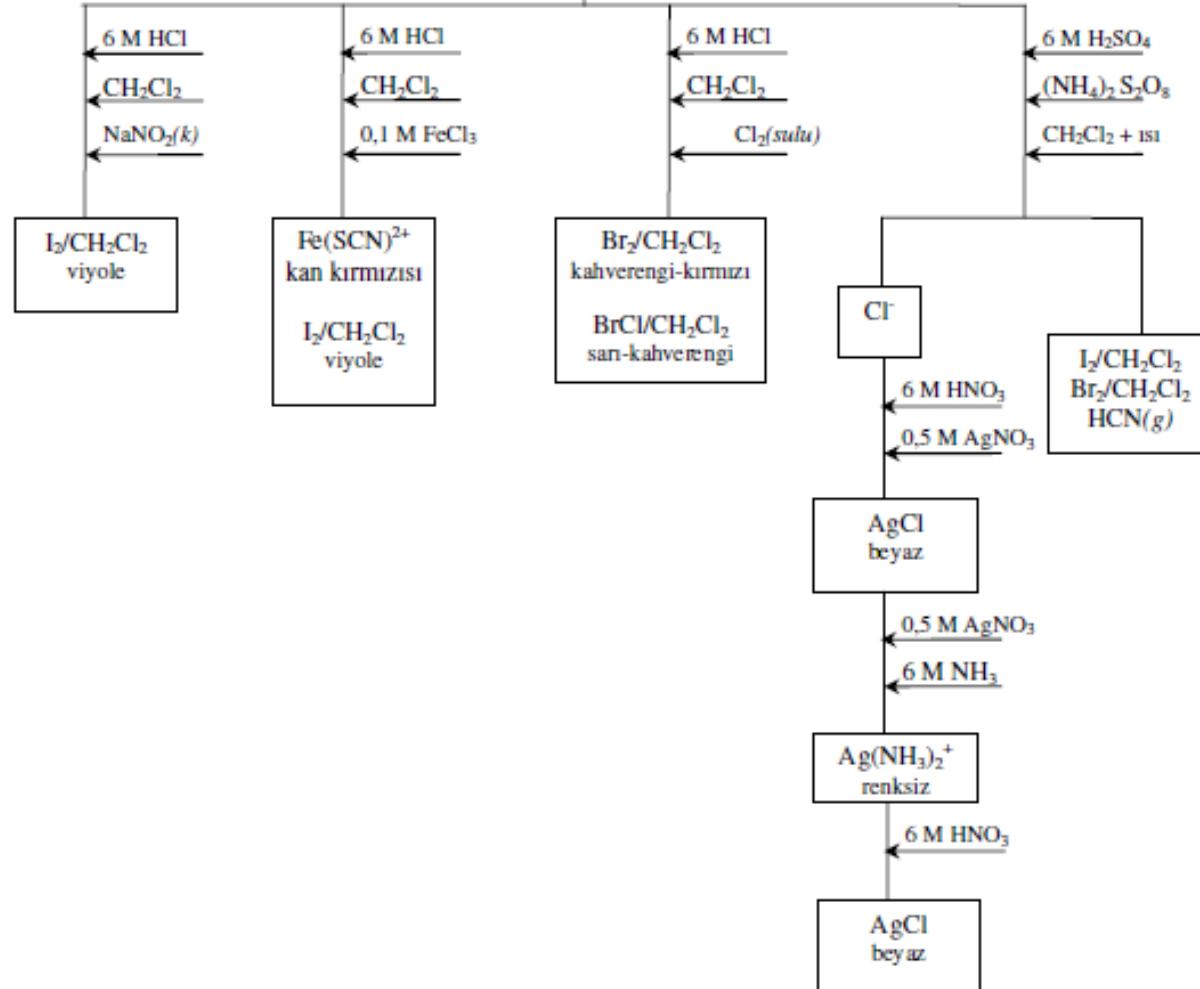 6 M HCl
CH₂Cl₂
NaNO₂(k)
I₂/CH₂Cl₂
viyole
6 M HCl
CH₂Cl₂
0,1 M FeCl₃
Fe(SCN)²⁺
kan kırmızısı
I₂/CH₂Cl₂
viyole
6 M HCl
CH₂Cl₂
Cl₂(sulu)
Br₂/CH₂Cl₂
kahverengi-kırmızı
BrCl/CH₂Cl₂
sarı-kahverengi
6 M H₂SO₄
(NH₄)₂ S₂O₈
CH₂Cl₂ + ısı
Cl⁻
I₂/CH₂Cl₂
Br₂/CH₂Cl₂
HCN(g)
6 M HNO₃
0,5 M AgNO₃
AgCl
beyaz
0,5 M AgNO₃
6 M NH₃
Ag(NH₃)₂⁺
renksiz
6 M HNO₃
AgCl
beyaz